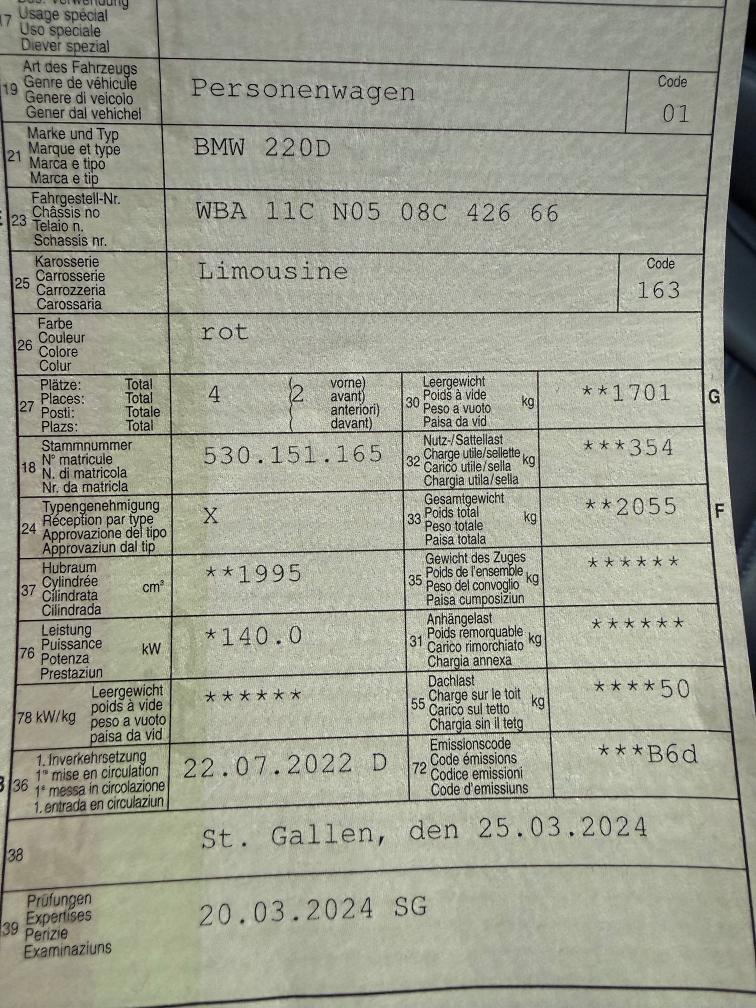 17 Usage spécial
Uso speciale
Diever spezial
19 Art des Fahrzeugs
Genre de véhicule
Genere di veicolo
Gener dal vehichel
Personenwagen
Code
01
21 Marke und Typ
Marque et type
Marca e tipo
Marca e tip
BMW 220D
23 Fahrgestell-Nr.
Châssis no
Telaio n.
Schassis nr.
WBA 11C N05 08C 426 66
25 Karosserie
Carrosserie
Carrozzeria
Carossaria
Limousine
Code
163
26 Farbe
Couleur
Colore
Colur
rot
27 Plätze: Total
Places: Total
Posti: Totale
Plazs: Total
4 (2 vorne)
avant)
anteriori)
davant)
30 Leergewicht
Poids à vide
Peso a vuoto
Paisa da vid
kg
**1701
G
18 Stammnummer
N° matricule
N. di matricola
Nr. da matricla
530.151.165
32 Nutz-/Sattellast
Charge utile/sellette
Carico utile/sella
Chargia utila/sella
kg
***354
24 Typengenehmigung
Réception par type
Approvazione del tipo
Approvaziun dal tip
X
33 Gesamtgewicht
Poids total
Peso totale
Paisa totala
kg
**2055
F
37 Hubraum
Cylindrée
Cilindrata
Cilindrada
cm³
**1995
35 Gewicht des Zuges
Poids de l'ensemble
Peso del convoglio
Paisa cumposiziun
kg
******
76 Leistung
Puissance
Potenza
Prestaziun
kW
*140.0
31 Anhängelast
Poids remorquable
Carico rimorchiato
Chargia annexa
kg
******
78 kW/kg Leergewicht
poids à vide
peso a vuoto
paisa da vid
******
55 Dachlast
Charge sur le toit
Carico sul tetto
Chargia sin il tetg
kg
****50
B
36 1. Inverkehrsetzung
1re mise en circulation
1a messa in circolazione
1. entrada en circulaziun
22.07.2022 D
72 Emissionscode
Code émissions
Codice emissioni
Code d'emissiuns
***B6d
38
St. Gallen, den 25.03.2024
39 Prüfungen
Expertises
Perizie
Examinaziuns
20.03.2024 SG